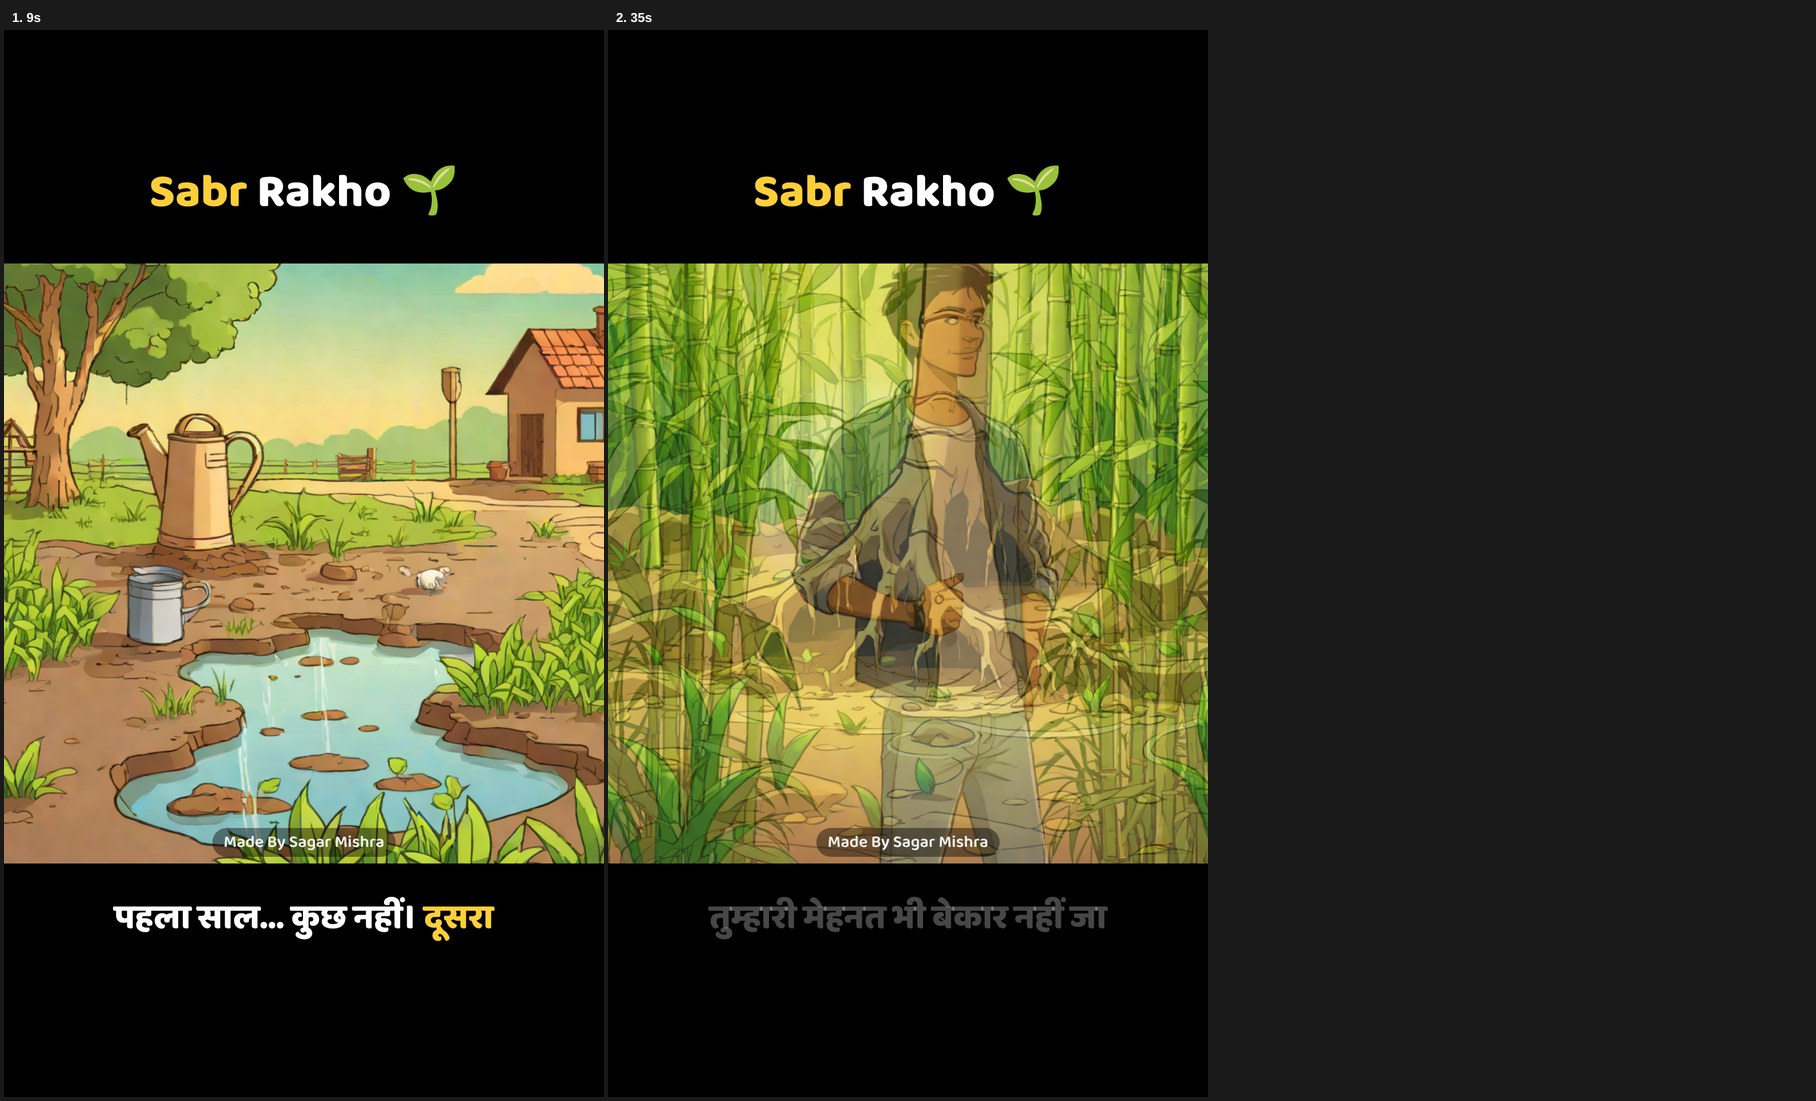 1. 9s
Sabr Rakho 🌱
Made By Sagar Mishra
पहला साल... कुछ नहीं। दूसरा
2. 35s
Sabr Rakho 🌱
Made By Sagar Mishra
तुम्हारी मेहनत भी बेकार नहीं जा